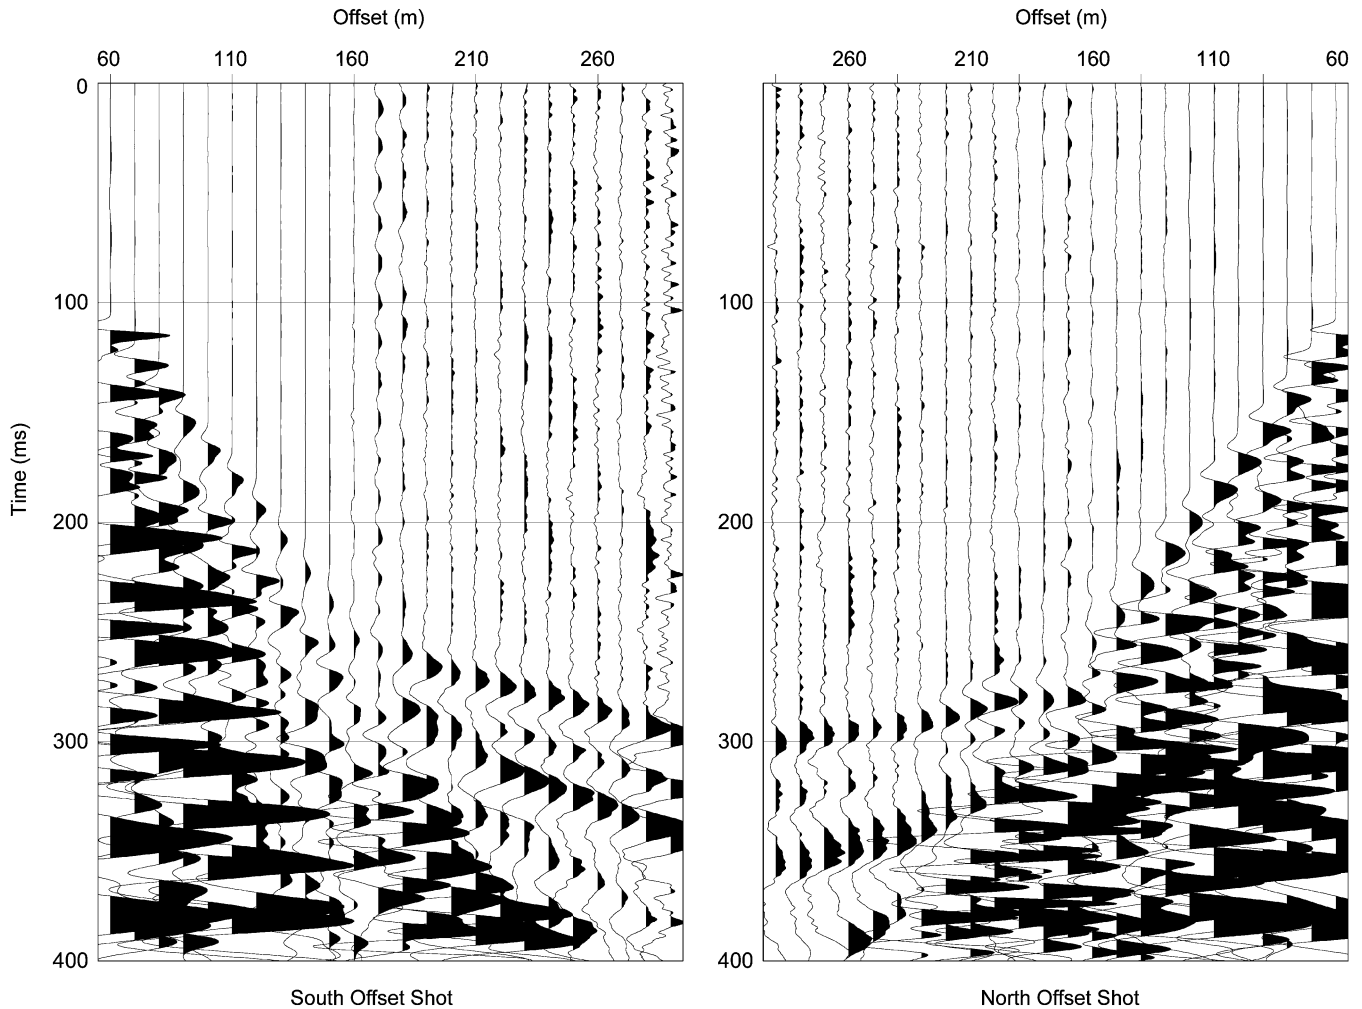 Offset (m) Offset (m)
60 110 160 210 260 260 210 160 110 60
0
100 100
Time (ms)
200 200
300 300
400 400
South Offset Shot North Offset Shot